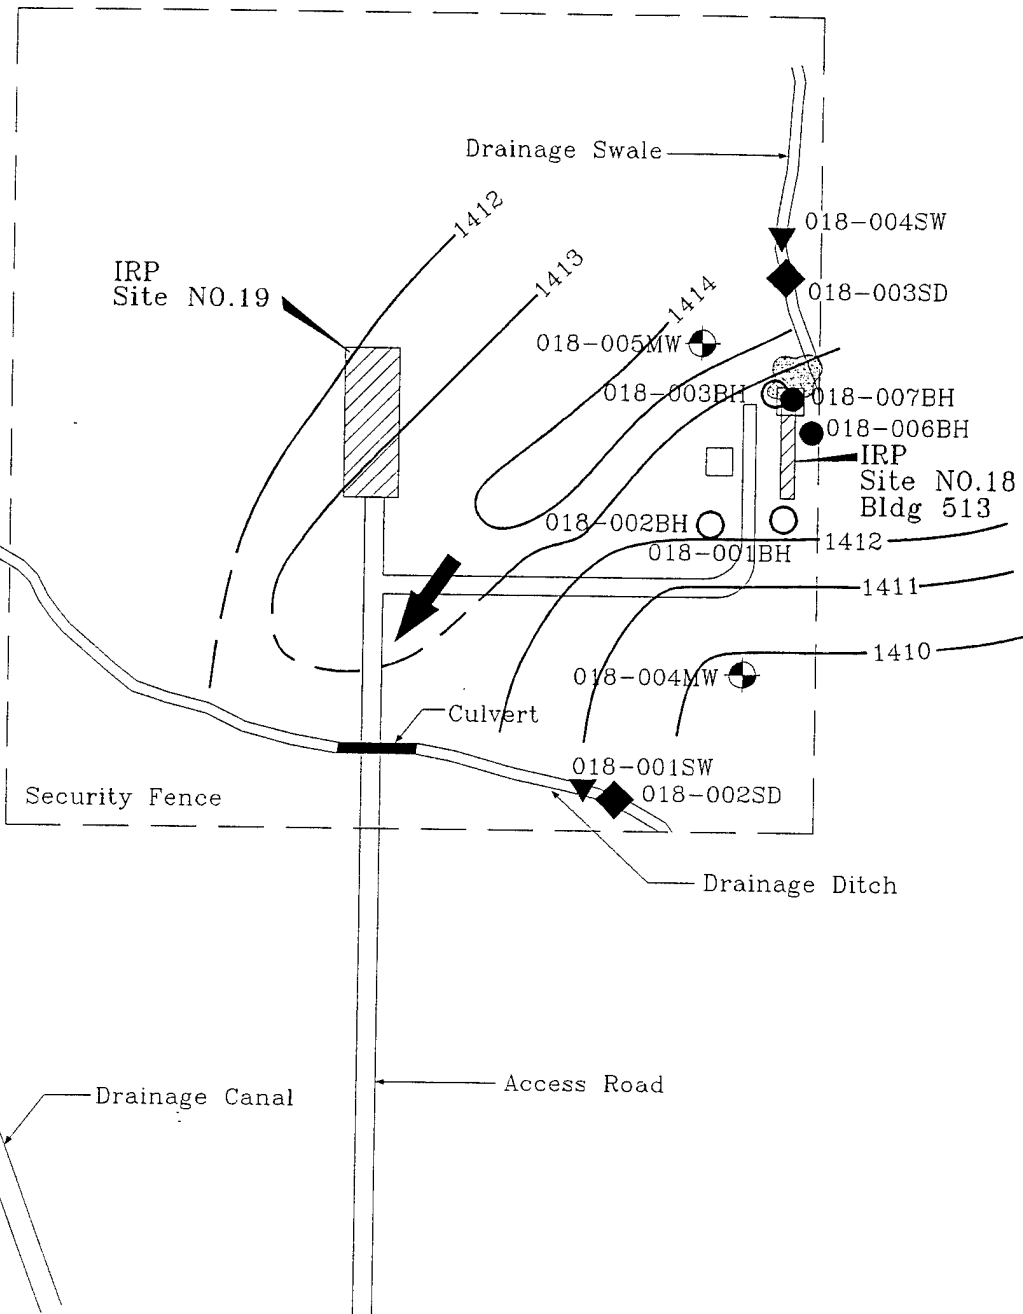 Drainage Swale
1412
018-004SW
IRP
Site NO.19
1413
018-003SD
1414
018-005MW
018-003BH
018-007BH
018-006BH
IRP
Site NO.18
Bldg 513
018-002BH
018-001BH
1412
1411
1410
018-004MW
Culvert
018-001SW
018-002SD
Security Fence
Drainage Ditch
Access Road
Drainage Canal